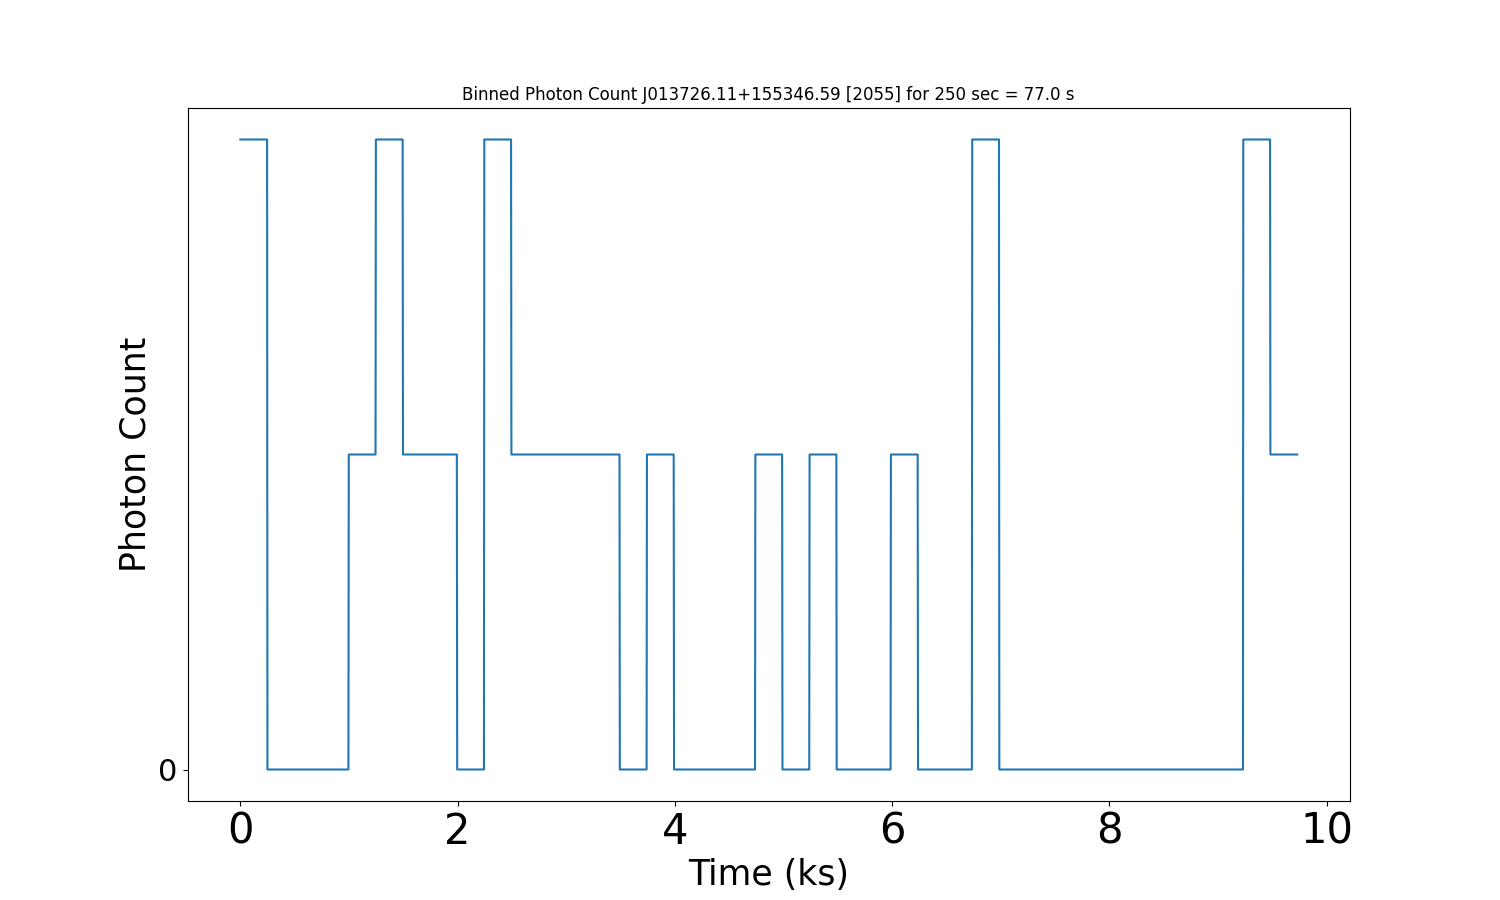 Binned Photon Count J013726.11+155346.59 [2055] for 250 sec = 77.0 s
Photon Count
0
0 2 4 6 8 10
Time (ks)